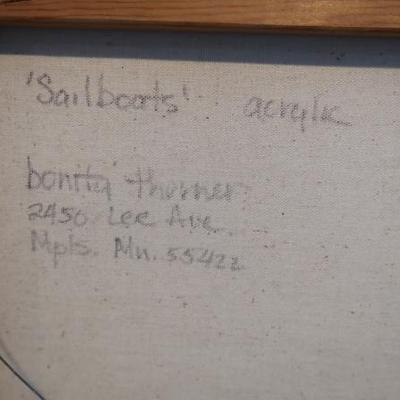 'Sailboats' acrylic
bonita thorner
2450 Lee Ave.
Mpls. Mn. 55422